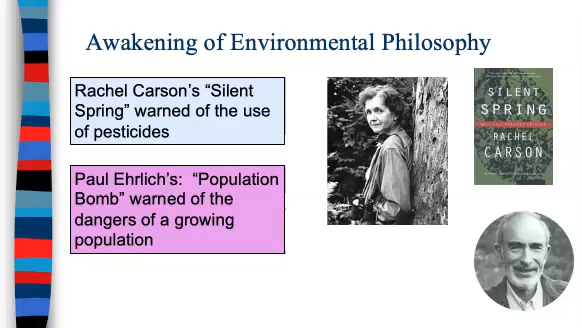 Awakening of Environmental Philosophy
Rachel Carson's “Silent
Spring” warned of the use
of pesticides
Paul Ehrlich's:  “Population
Bomb” warned of the
dangers of a growing
population
SILENT
SPRING
RACHEL
CARSON